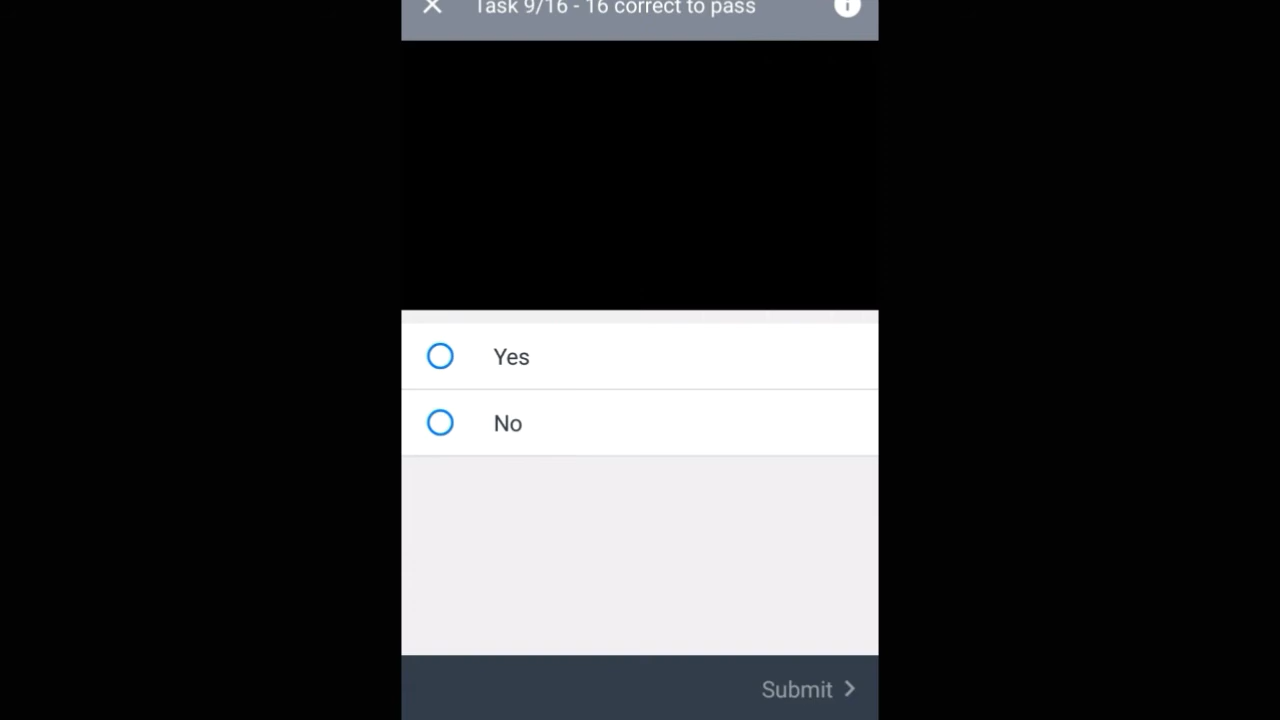 Task 9/16 - 16 correct to pass
Yes
No
Submit